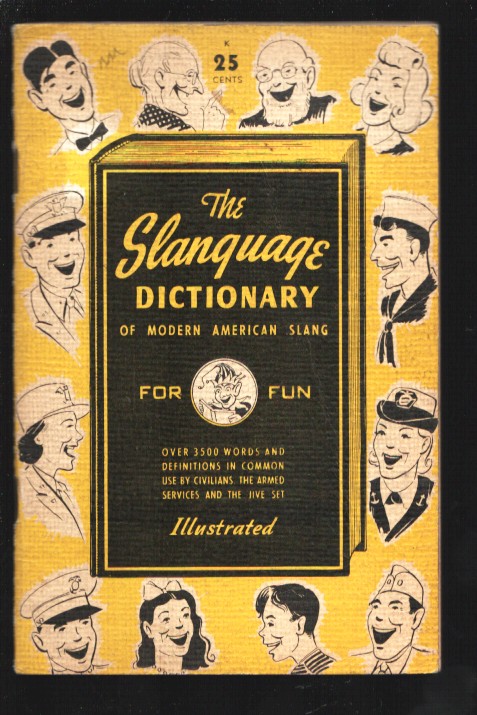 K
25
CENTS
The
Slanguage
DICTIONARY
OF MODERN AMERICAN SLANG
FOR FUN
OVER 3500 WORDS AND
DEFINITIONS IN COMMON
USE BY CIVILIANS THE ARMED
SERVICES AND THE JIVE SET
Illustrated